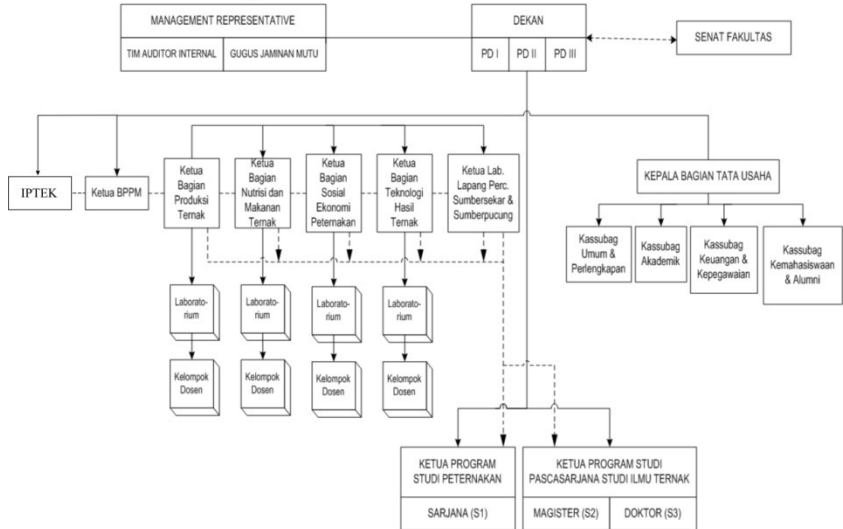 MANAGEMENT REPRESENTATIVE
TIM AUDITOR INTERNAL
GUGUS JAMINAN MUTU
DEKAN
PD I
PD II
PD III
SENAT FAKULTAS
IPTEK
Ketua BPPM
Ketua
Bagian
Produksi
Ternak
Ketua
Bagian
Nutrisi dan
Makanan
Ternak
Ketua
Bagian
Sosial
Ekonomi
Peternakan
Ketua
Bagian
Teknologi
Hasil
Ternak
Ketua Lab.
Lapang Perc.
Sumbersekar &
Sumberpucung
KEPALA BAGIAN TATA USAHA
Kassubag
Umum &
Perlengkapan
Kassubag
Akademik
Kassubag
Keuangan &
Kepegawaian
Kassubag
Kemahasiswaan
& Alumni
Laborato-
rium
Laborato-
rium
Laborato-
rium
Laborato-
rium
Kelompok
Dosen
Kelompok
Dosen
Kelompok
Dosen
Kelompok
Dosen
KETUA PROGRAM
STUDI PETERNAKAN
SARJANA (S1)
KETUA PROGRAM STUDI
PASCASARJANA STUDI ILMU TERNAK
MAGISTER (S2)
DOKTOR (S3)